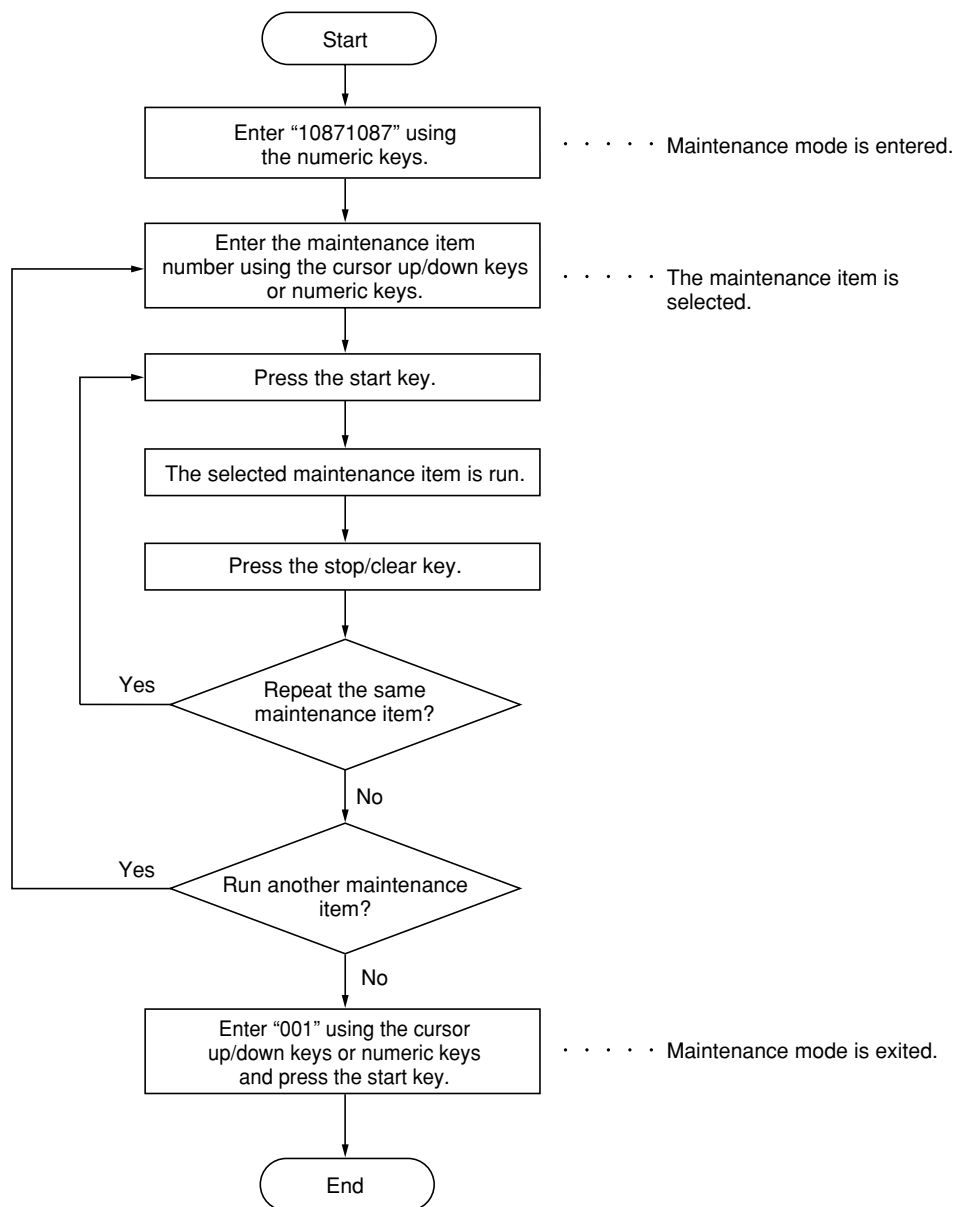 Start
Enter “10871087” using
the numeric keys.
· · · · · Maintenance mode is entered.
Enter the maintenance item
number using the cursor up/down keys
or numeric keys.
· · · · · The maintenance item is
selected.
Press the start key.
The selected maintenance item is run.
Press the stop/clear key.
Yes
Repeat the same
maintenance item?
No
Yes
Run another maintenance
item?
No
Enter “001” using the cursor
up/down keys or numeric keys
and press the start key.
· · · · · Maintenance mode is exited.
End